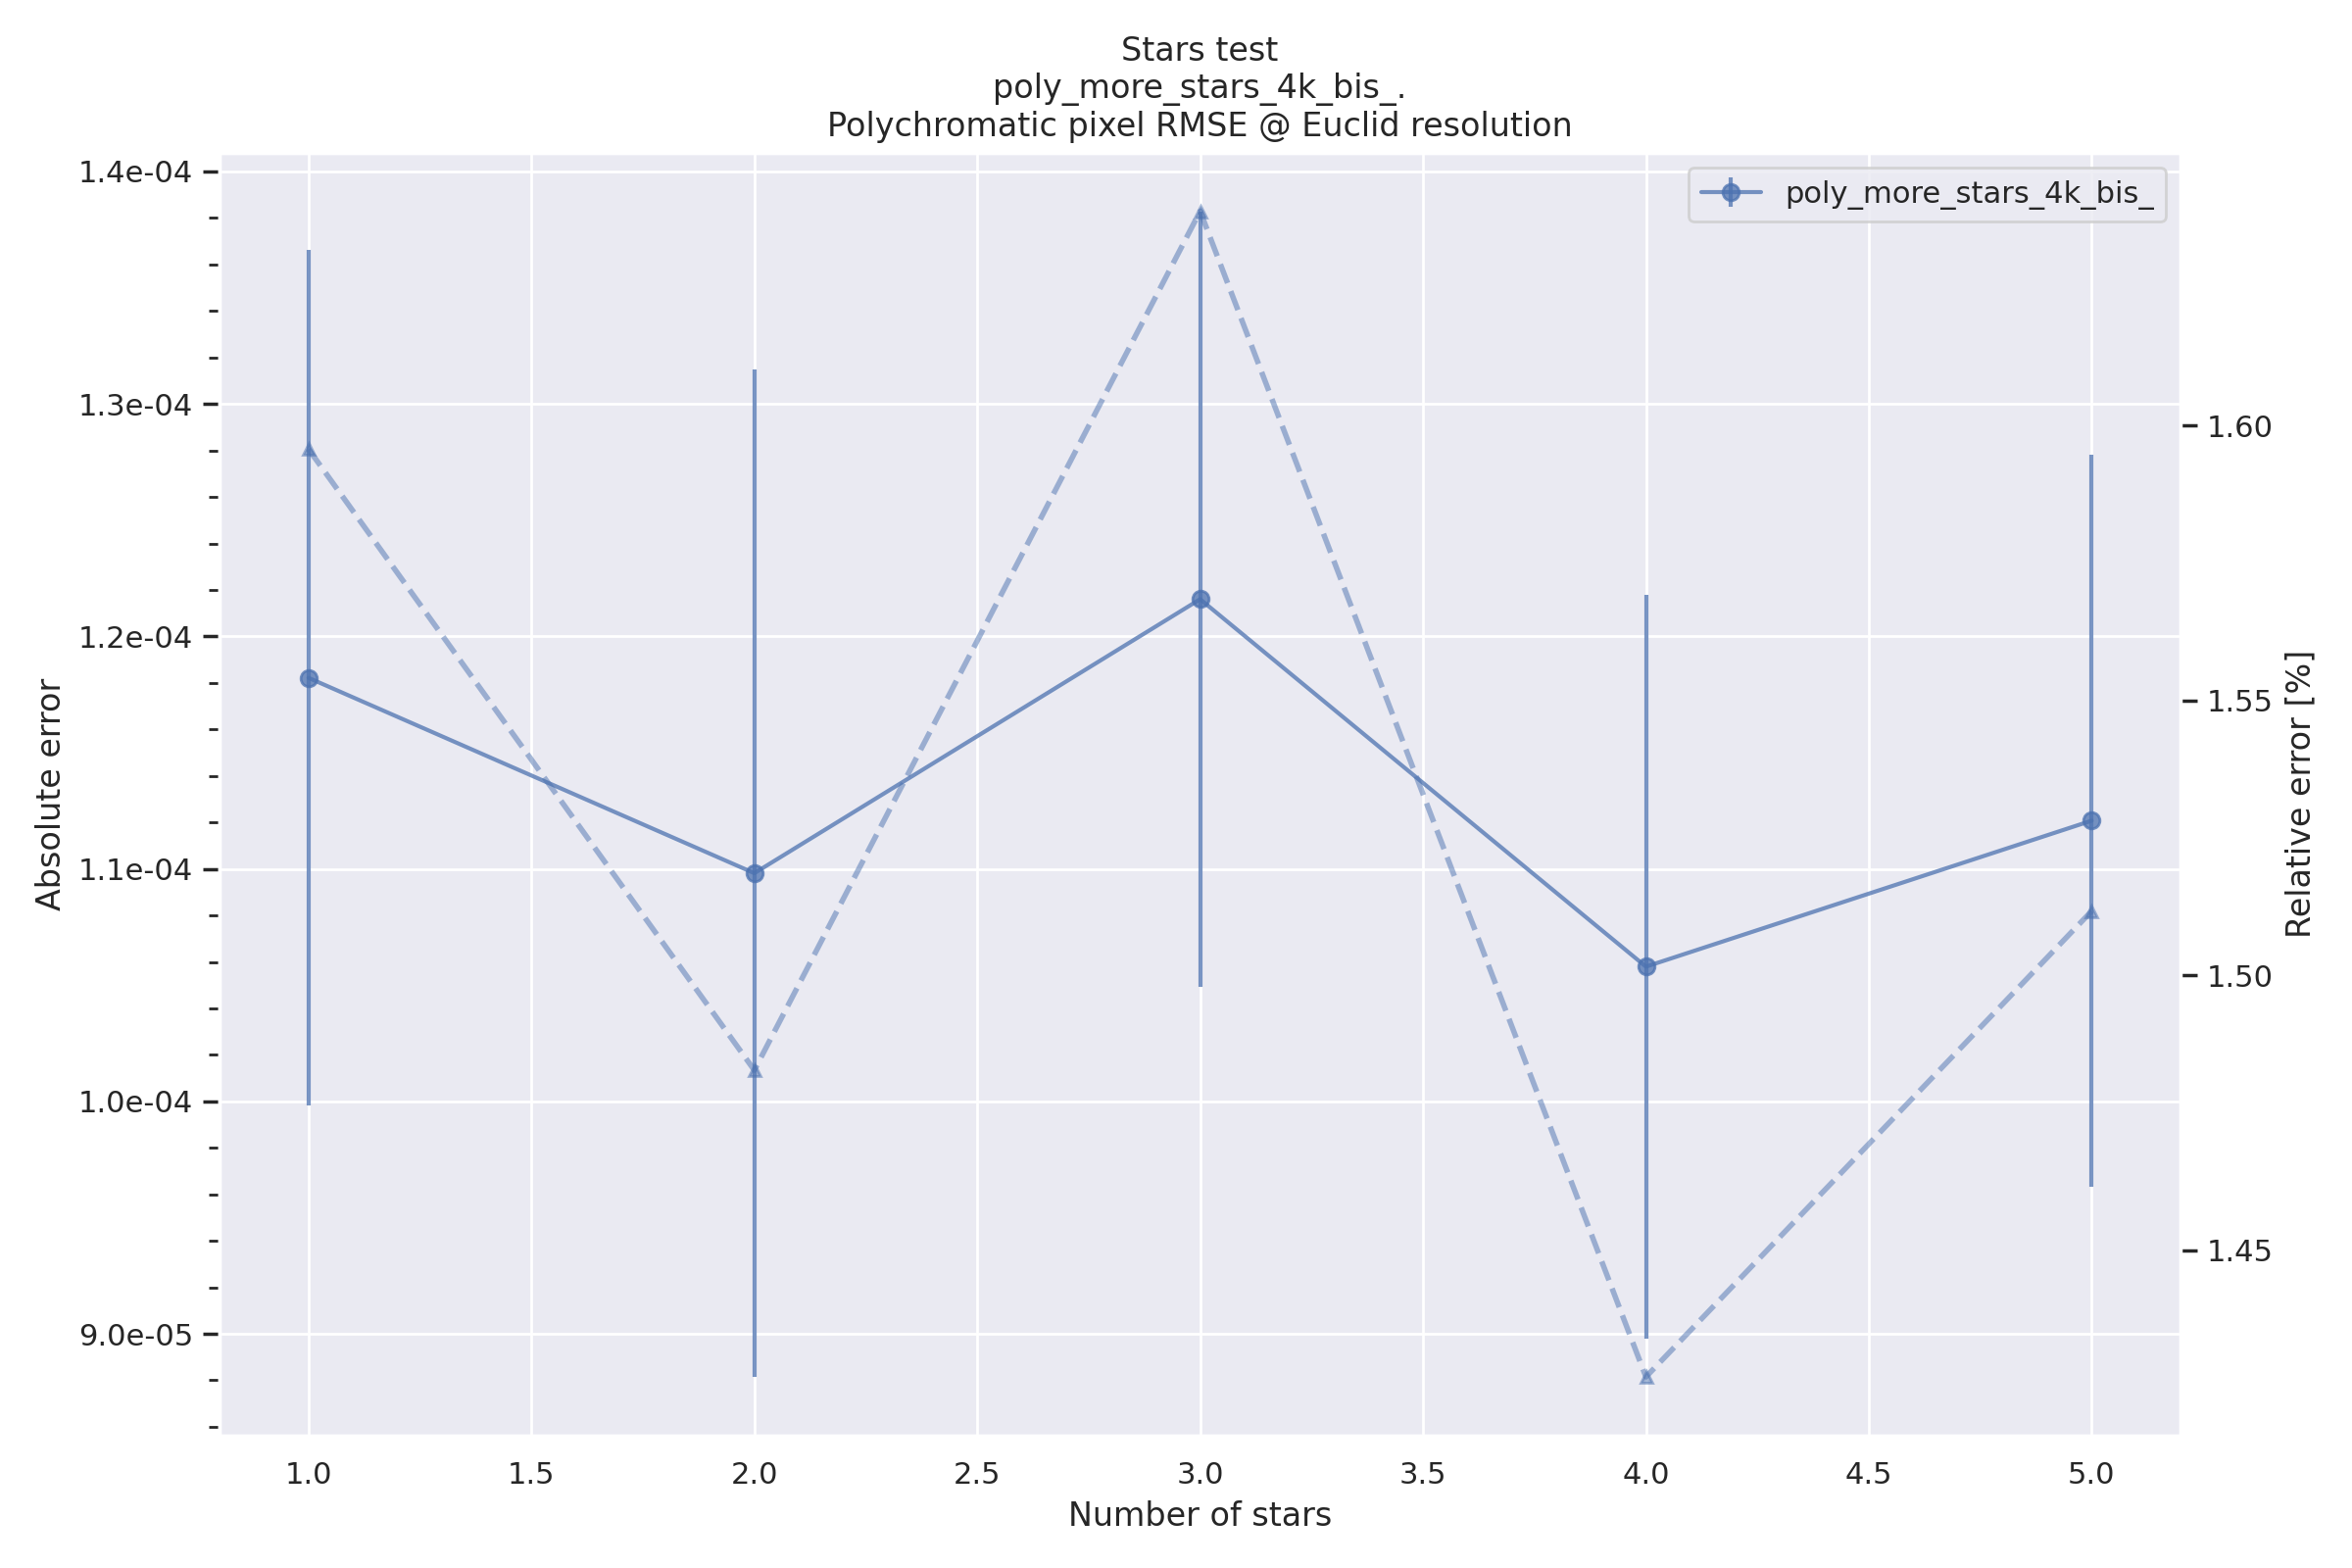 Stars test
poly_more_stars_4k_bis_.
Polychromatic pixel RMSE @ Euclid resolution
poly_more_stars_4k_bis_
1.4e-04
1.3e-04
1.2e-04
1.1e-04
1.0e-04
9.0e-05
Absolute error
1.60
1.55
1.50
1.45
Relative error [%]
1.0 1.5 2.0 2.5 3.0 3.5 4.0 4.5 5.0
Number of stars